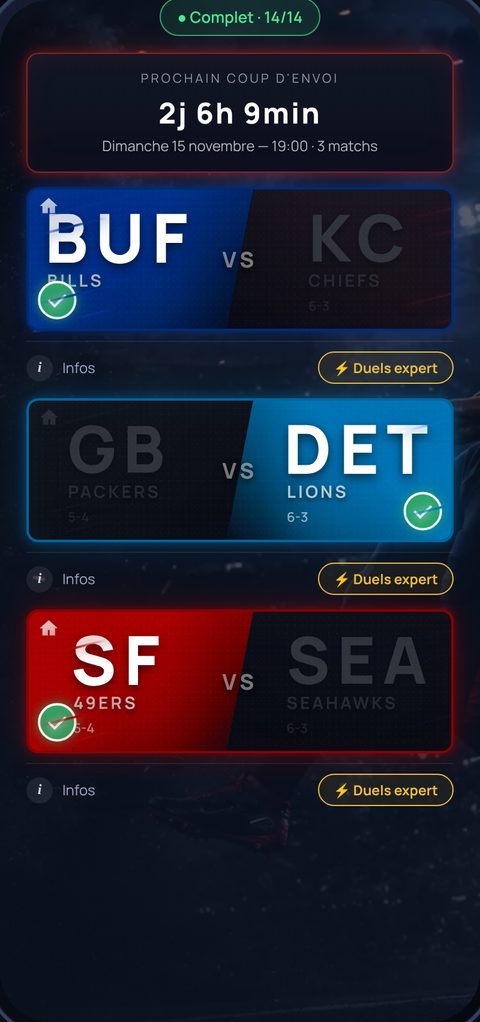 Complet · 14/14
PROCHAIN COUP D'ENVOI
2j 6h 9min
Dimanche 15 novembre — 19:00 · 3 matchs
BUF VS KC
BILLS CHIEFS
6-3
i Infos ⚡ Duels expert
GB VS DET
PACKERS LIONS
5-4 6-3
i Infos ⚡ Duels expert
SF VS SEA
49ERS SEAHAWKS
6-3
i Infos ⚡ Duels expert